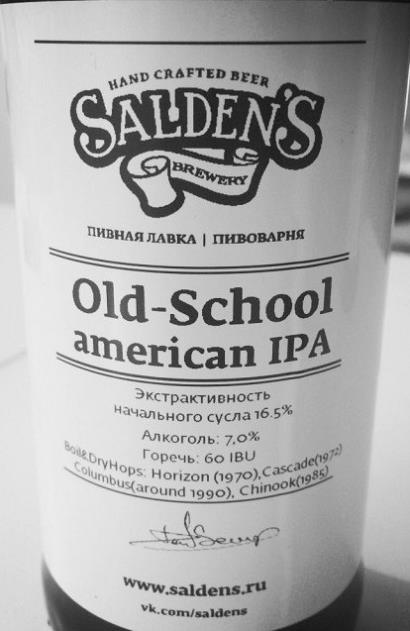 HAND CRAFTED BEER
SALDEN'S
BREWERY
ПИВНАЯ ЛАВКА | ПИВОВАРНЯ
Old-School
american IPA
Экстрактивность
начального сусла 16.5%
Алкоголь: 7,0%
Горечь: 60 IBU
Boil&DryHops: Horizon (1970),Cascade(1972)
Columbus(around 1990), Chinook(1985)
www.saldens.ru
vk.com/saldens